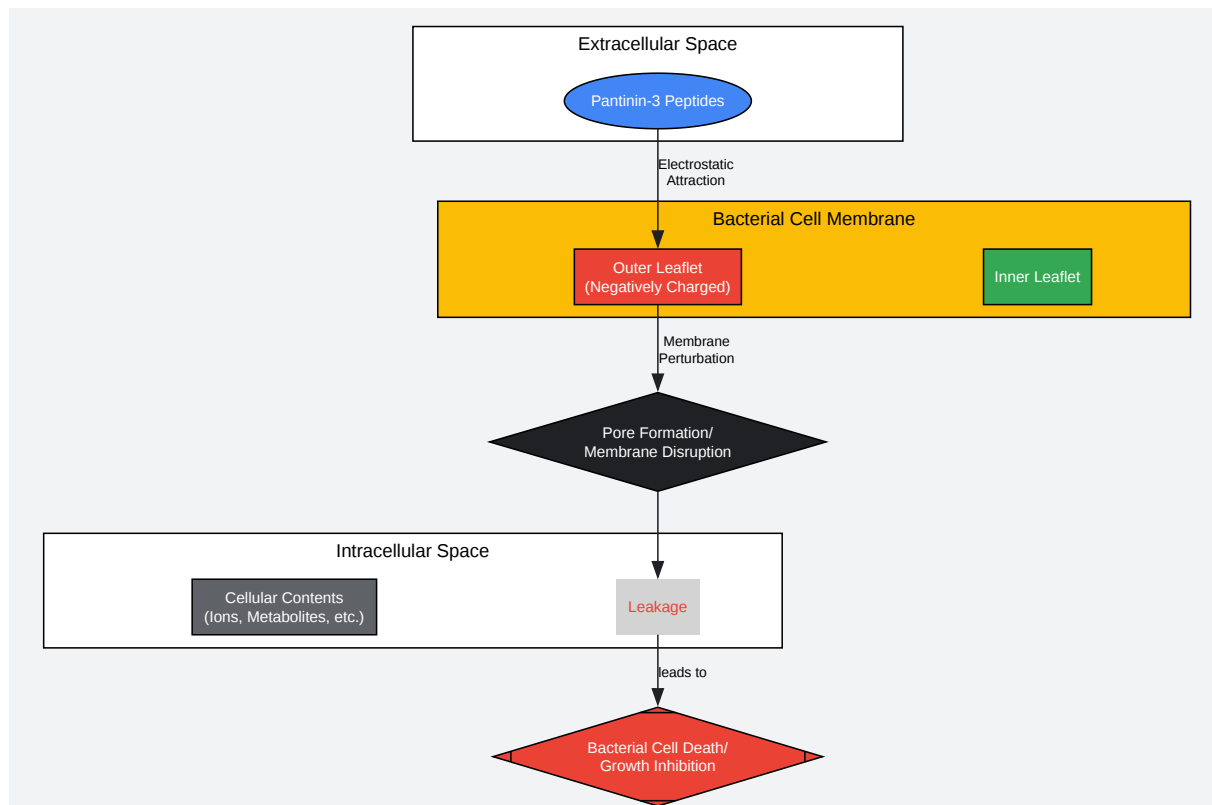 Extracellular Space
Pantinin-3 Peptides
Electrostatic
Attraction
Bacterial Cell Membrane
Outer Leaflet
(Negatively Charged)
Inner Leaflet
Membrane
Perturbation
Pore Formation/
Membrane Disruption
Intracellular Space
Cellular Contents
(Ions, Metabolites, etc.)
Leakage
leads to
Bacterial Cell Death/
Growth Inhibition